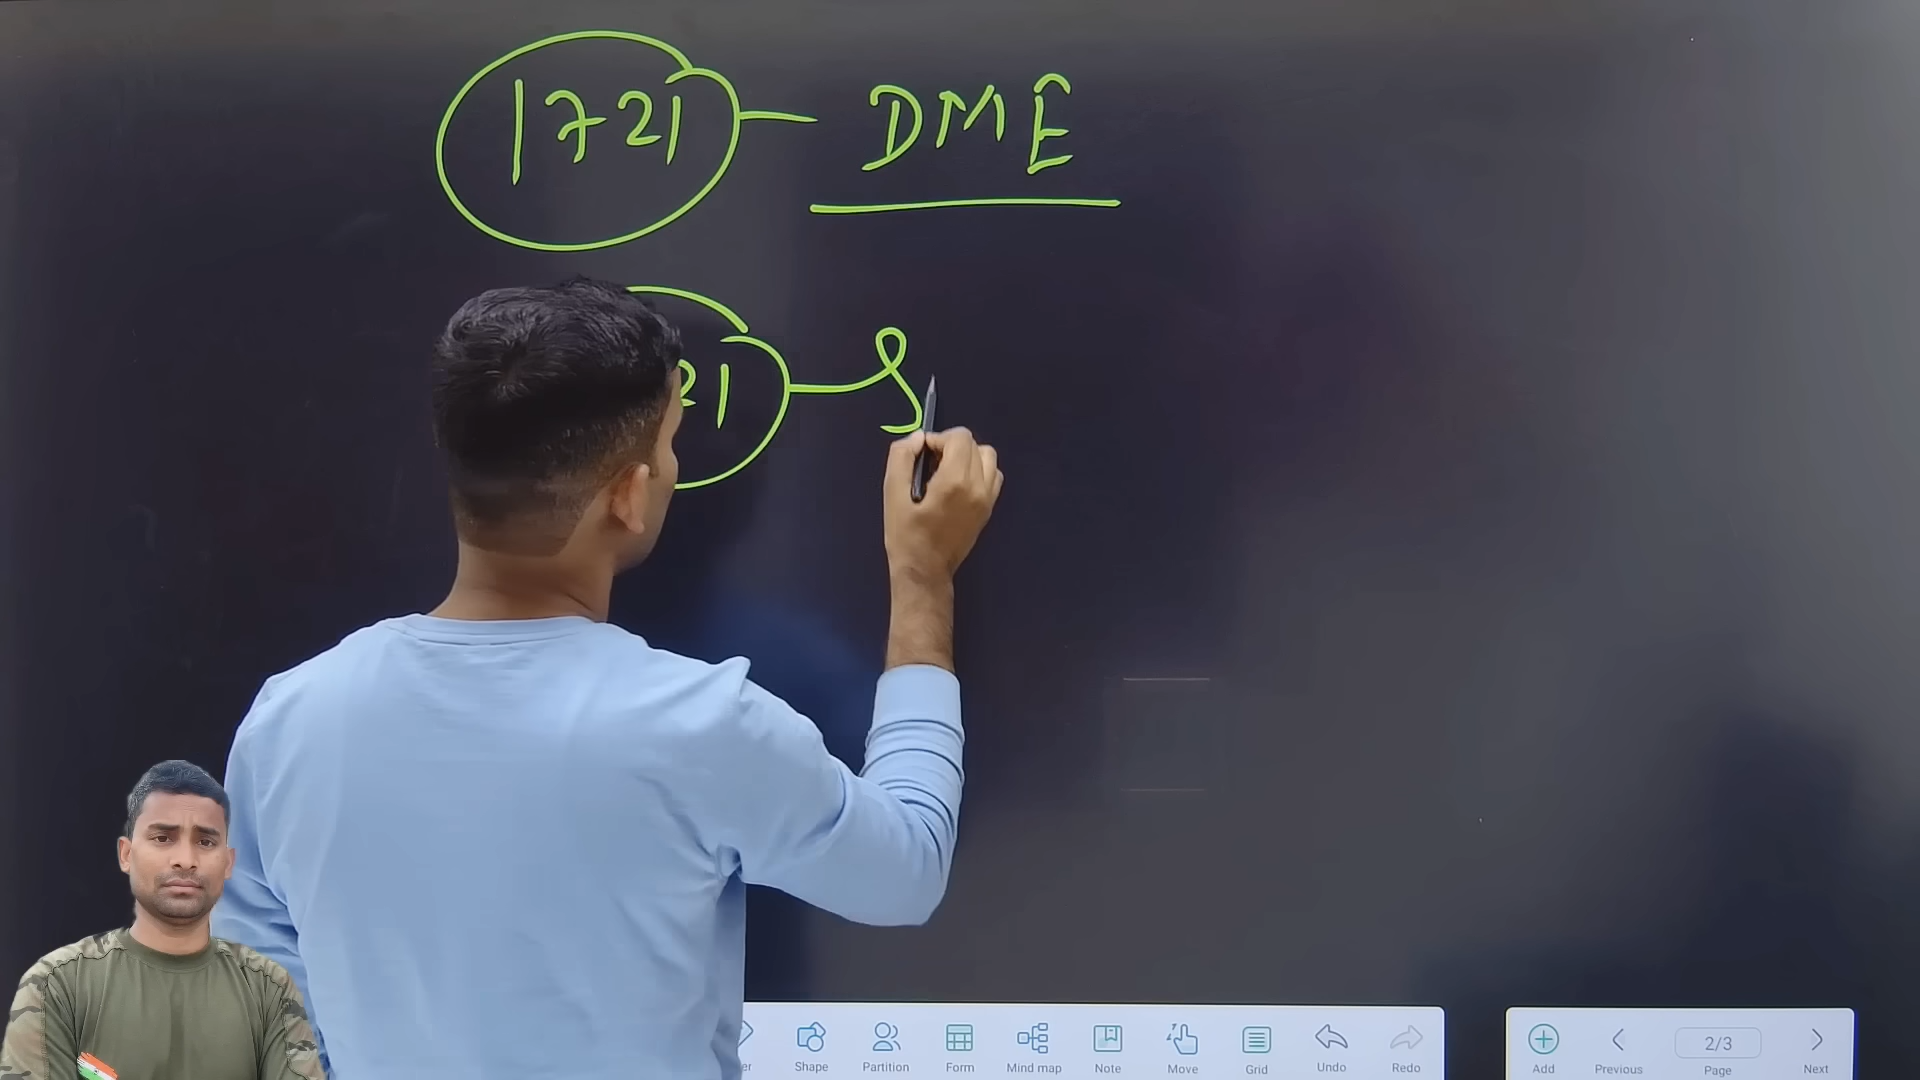 1721 - DME
21 - S
er Shape Partition Form Mind map Note Move Grid Undo Redo
Add Previous 2/3 Page Next